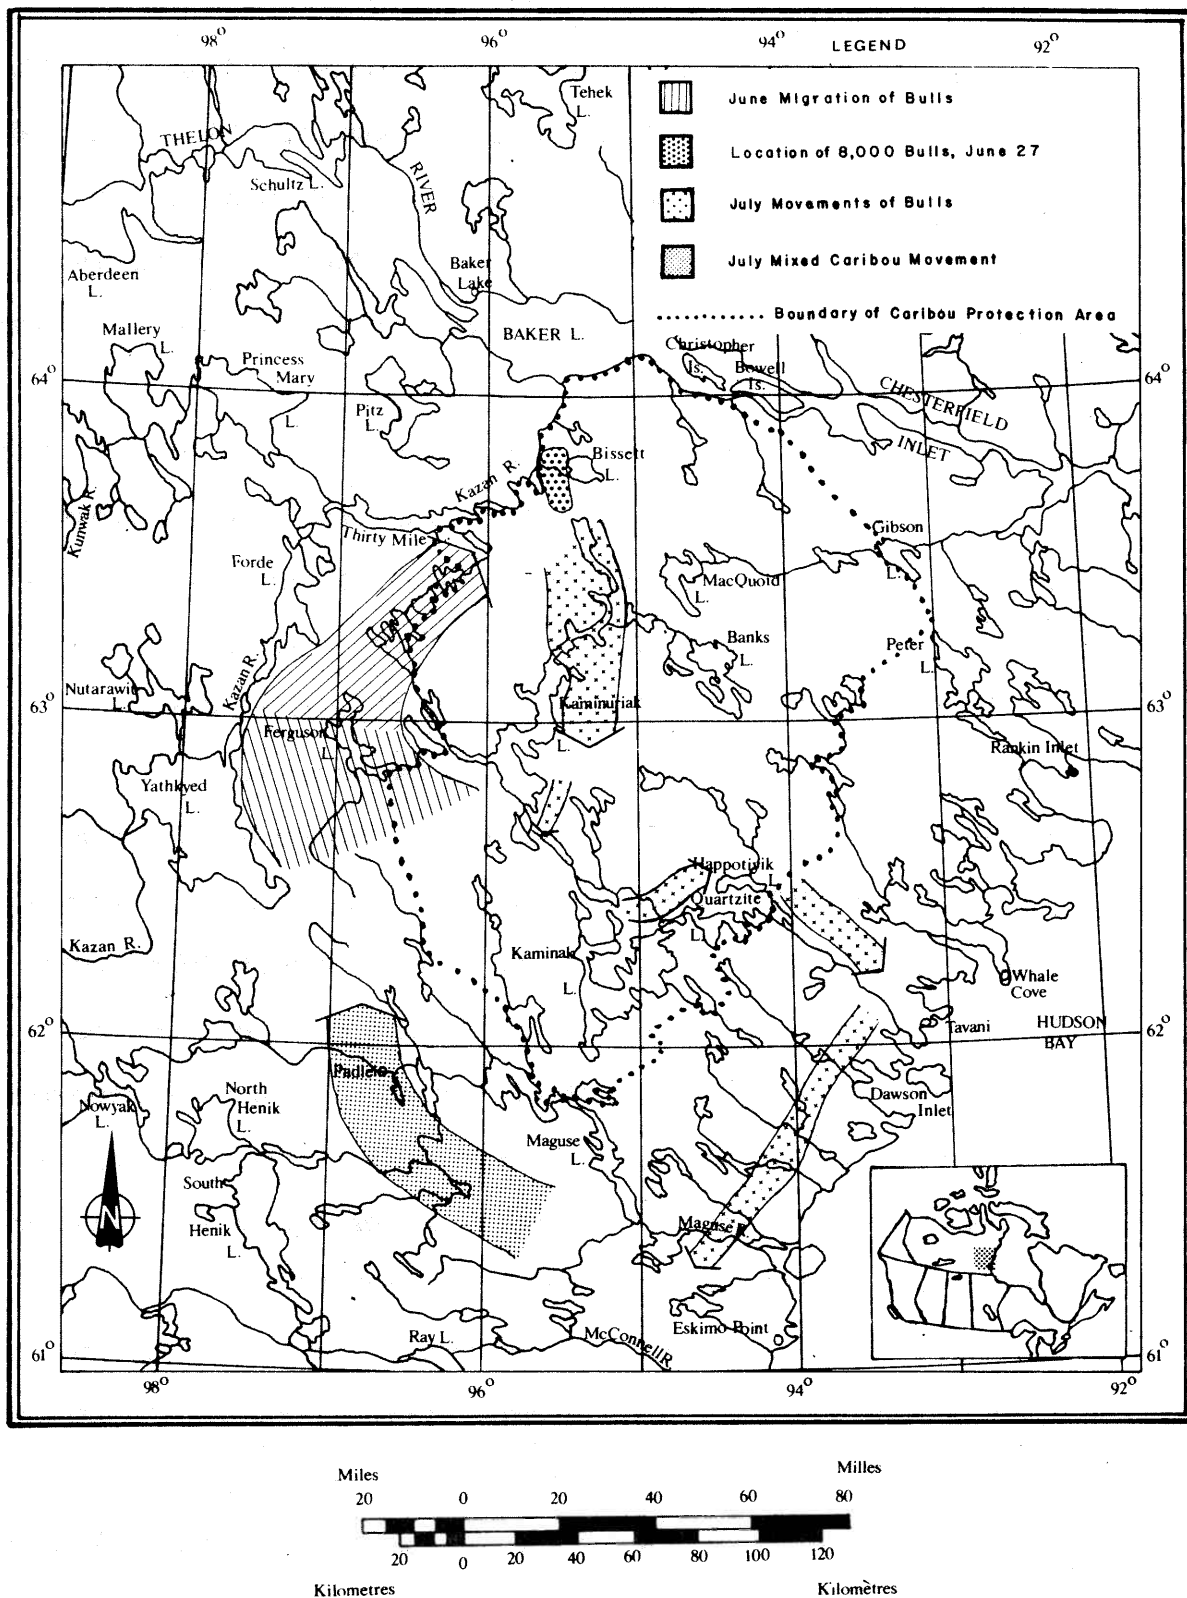 98° 96° 94° 92°
LEGEND
June Migration of Bulls
Location of 8,000 Bulls, June 27
July Movements of Bulls
July Mixed Caribou Movement
Boundary of Caribou Protection Area
Tehek
L.
THELON
RIVER
Schultz L.
Aberdeen
L.
Baker
Lake
BAKER L.
Mallery
L.
Princess
Mary
L.
Christopher
Is.
Bowell
Is.
64°
64°
CHESTERFIELD
INLET
Pitz
L.
Bissett
L.
Kazan R.
Kunwak R.
Thirty Mile
Gibson
L.
Forde
L.
MacQuoid
L.
Banks
L.
Peter
L.
Kazan R.
Nutarawit
L.
63°
63°
Kaminuriak
L.
Ferguson
L.
Rankin Inlet
Yathkyed
L.
Happotiyik
L.
Quartzite
L.
Kazan R.
Kaminak
L.
Whale
Cove
62°
62°
Tavani
HUDSON
BAY
Padlei
Nowyak
L.
North
Henik
L.
Dawson
Inlet
Maguse
L.
South
Henik
L.
N
Maguse R.
Eskimo Point
Ray L.
McConnell R.
61°
61°
98° 96° 94° 92°
Miles Milles
20 0 20 40 60 80
20 0 20 40 60 80 100 120
Kilometres Kilomètres